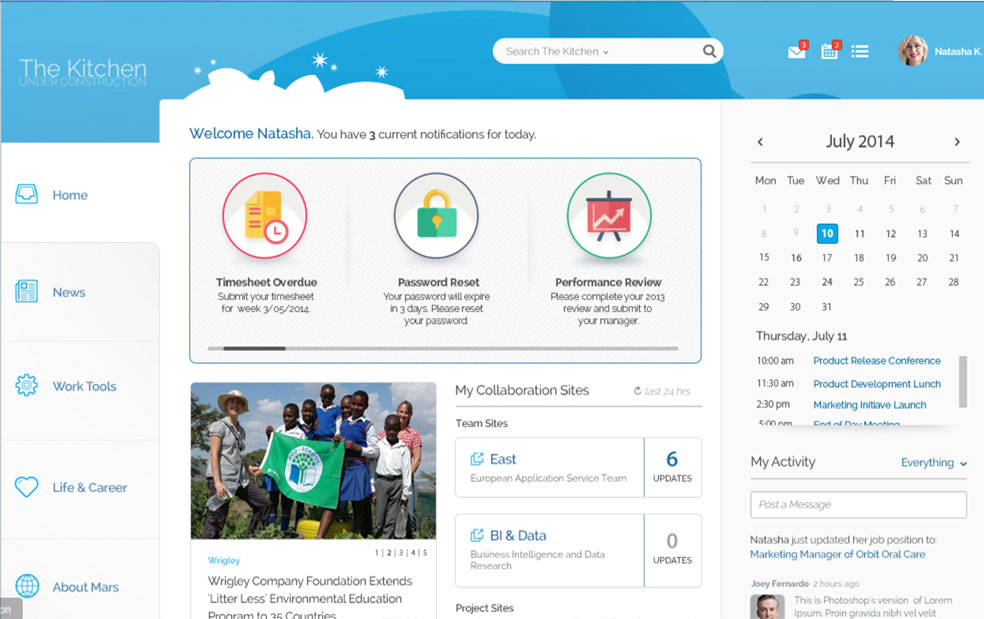 The Kitchen
UNDER CONSTRUCTION
Search The Kitchen
3
2
Natasha K.
Home
News
Work Tools
Life & Career
About Mars
on
Welcome Natasha. You have 3 current notifications for today.
Timesheet Overdue
Submit your timesheet
for week 3/05/2014.
Password Reset
Your password will expire
in 3 days. Please reset
your password.
Performance Review
Please complete your 2013
review and submit to
your manager.
ECO-SCHOOLS
1 | 2 | 3 | 4 | 5
Wrigley
Wrigley Company Foundation Extends
'Litter Less' Environmental Education
Program to 35 Countries
My Collaboration Sites
last 24 hrs
Team Sites
East
European Application Service Team
6
UPDATES
BI & Data
Business Intelligence and Data
Research
0
UPDATES
Project Sites
July 2014
Mon Tue Wed Thu Fri Sat Sun
1 2 3 4 5 6 7
8 9 10 11 12 13 14
15 16 17 18 19 20 21
22 23 24 25 26 27 28
29 30 31
Thursday, July 11
10:00 am Product Release Conference
11:30 am Product Development Lunch
2:30 pm Marketing Initiave Launch
5:00 pm End of Day Meeting
My Activity
Everything
Post a Message
Natasha just updated her job position to:
Marketing Manager of Orbit Oral Care
Joey Fernardo 2 hours ago
This is Photoshop's version of Lorem
Ipsum. Proin gravida nibh vel velit